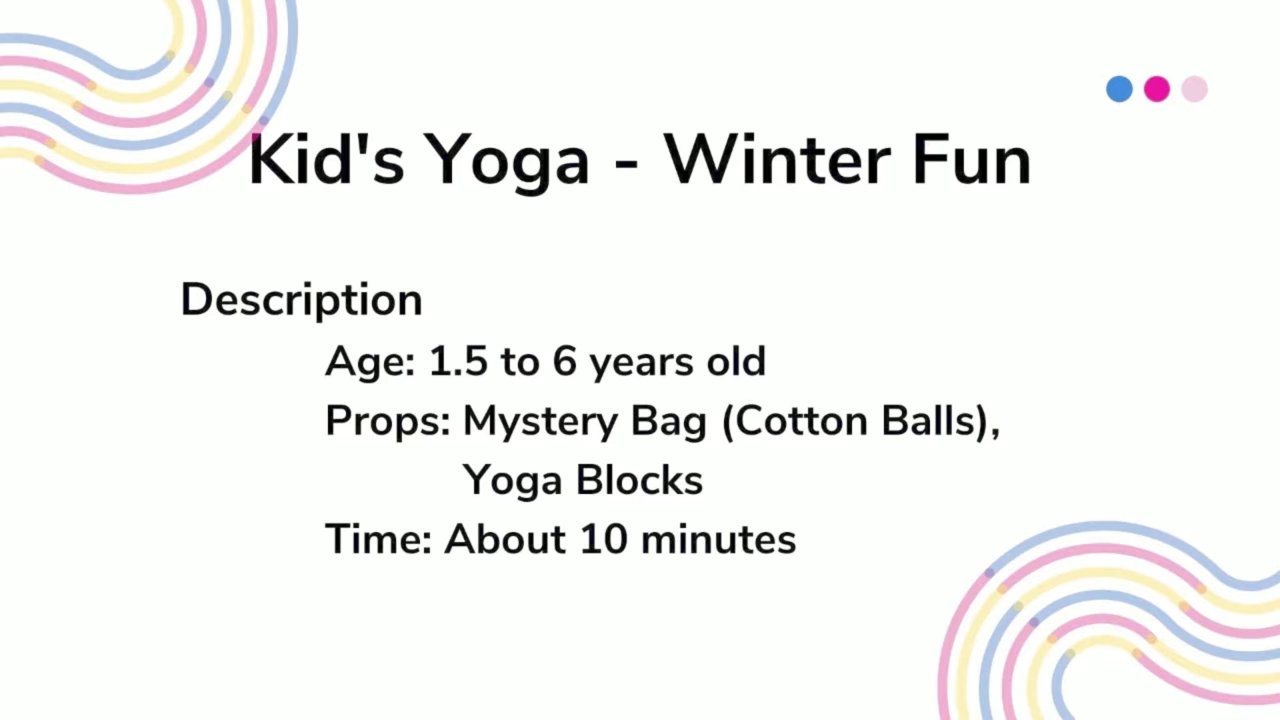 Kid's Yoga - Winter Fun
Description
Age: 1.5 to 6 years old
Props: Mystery Bag (Cotton Balls),
Yoga Blocks
Time: About 10 minutes